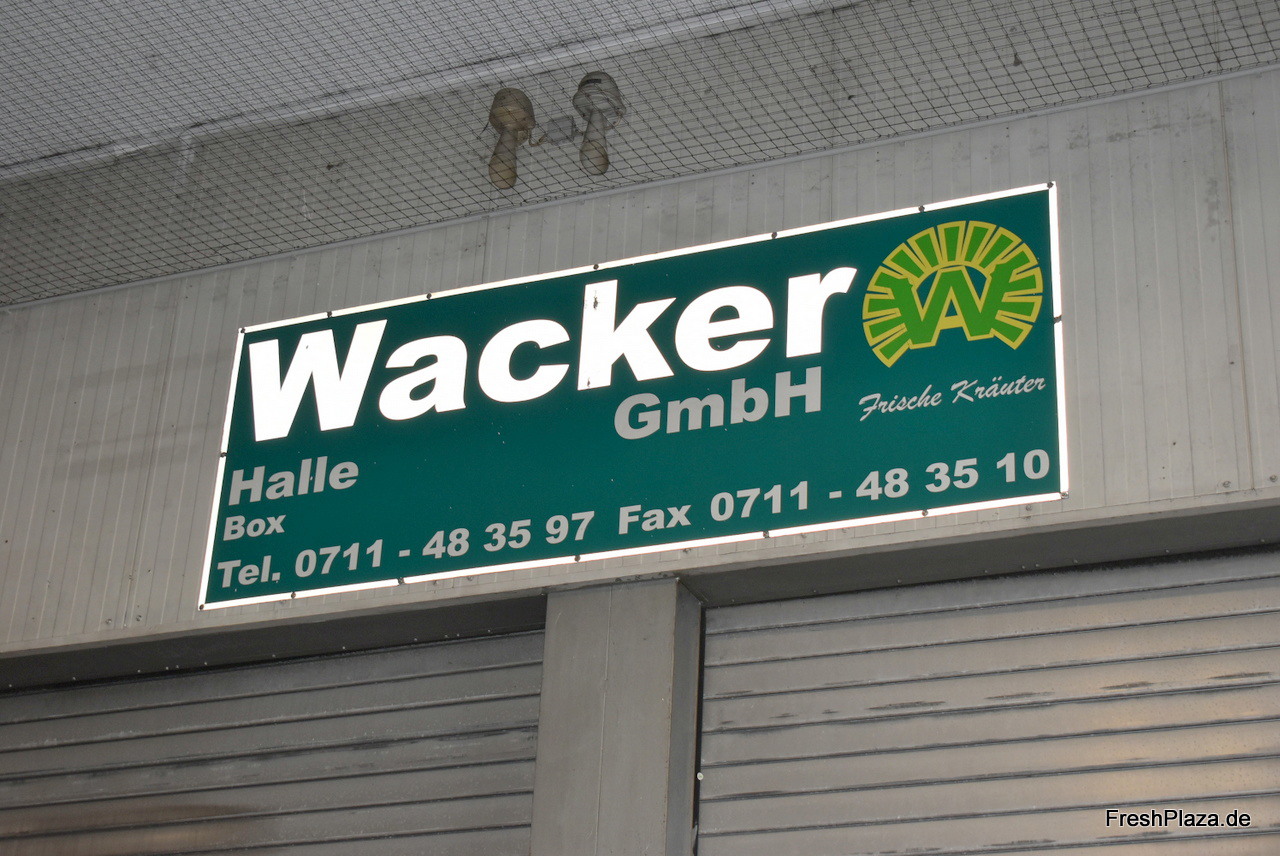 Wacker
GmbH
W
Frische Kräuter
Halle
Box
Tel. 0711 - 48 35 97 Fax 0711 - 48 35 10
FreshPlaza.de